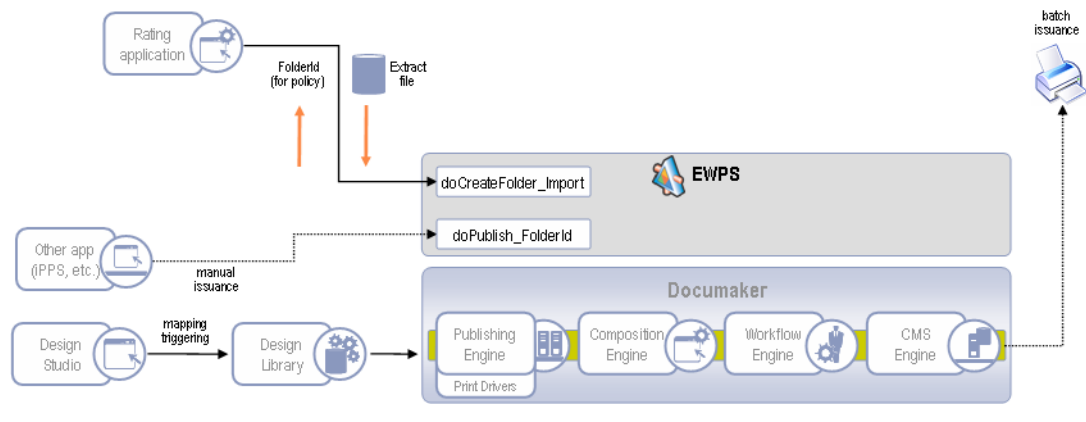 batch
issuance
Rating
application
FolderId
(for policy)
Extract
file
EWPS
doCreateFolder_Import
doPublish_FolderId
Other app
(iPPS, etc.)
manual
issuance
Documaker
mapping
triggering
Design
Studio
Design
Library
Publishing
Engine
Print Drivers
Composition
Engine
Workflow
Engine
CMS
Engine